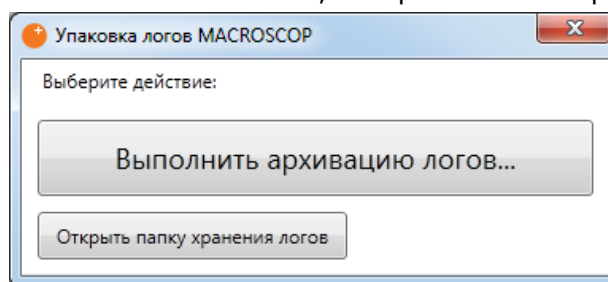 Упаковка логов MACROSCOP
Выберите действие:
Выполнить архивацию логов...
Открыть папку хранения логов